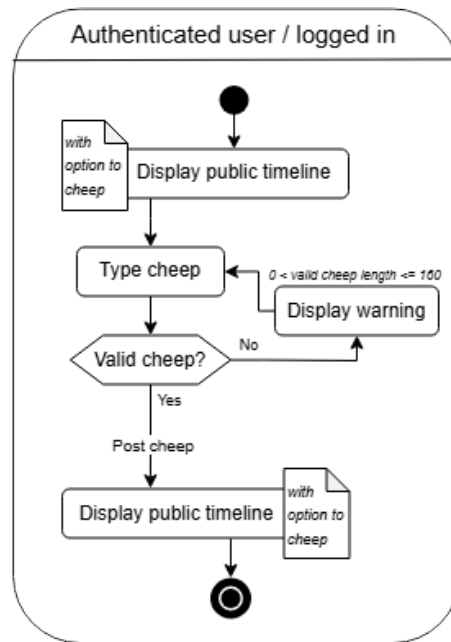 Authenticated user / logged in
with
option to
cheep
Display public timeline
Type cheep
0 < valid cheep length <= 160
Display warning
Valid cheep?
No
Yes
Post cheep
Display public timeline
with
option to
cheep